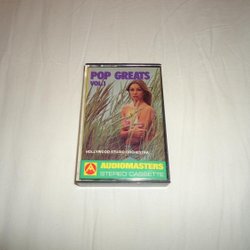 POP GREATS
VOL.1
HOLLYWOOD STUDIO ORCHESTRA
AUDIOMASTERS
STEREO CASSETTE